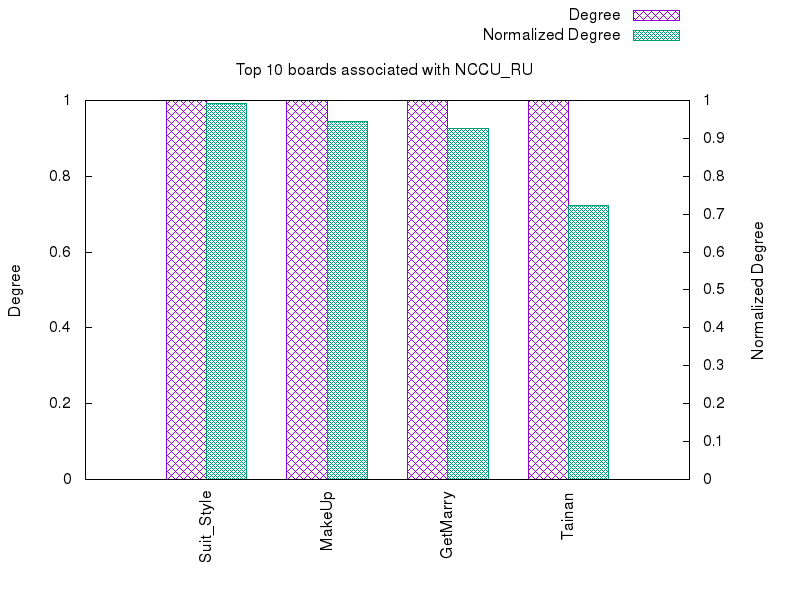 Degree
Normalized Degree
Top 10 boards associated with NCCU_RU
1
0.8
0.6
0.4
0.2
0
1
0.9
0.8
0.7
0.6
0.5
0.4
0.3
0.2
0.1
0
Degree
Normalized Degree
Suit_Style
MakeUp
GetMarry
Tainan